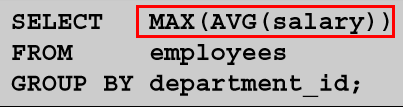 SELECT MAX(AVG(salary))
FROM employees
GROUP BY department_id;